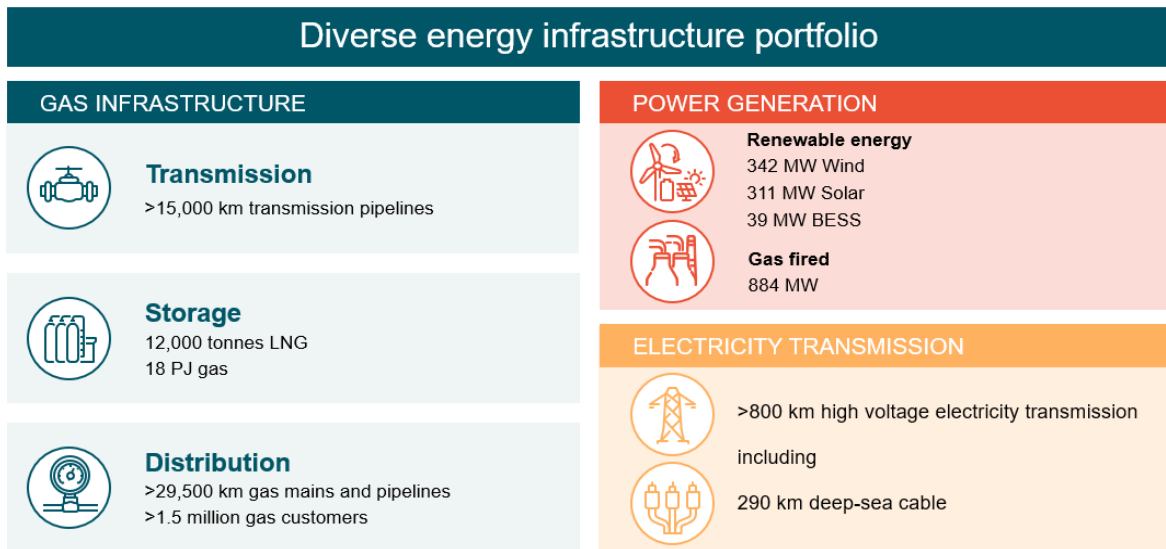 Diverse energy infrastructure portfolio
GAS INFRASTRUCTURE
Transmission
>15,000 km transmission pipelines
Storage
12,000 tonnes LNG
18 PJ gas
Distribution
>29,500 km gas mains and pipelines
>1.5 million gas customers
POWER GENERATION
Renewable energy
342 MW Wind
311 MW Solar
39 MW BESS
Gas fired
884 MW
ELECTRICITY TRANSMISSION
>800 km high voltage electricity transmission
including
290 km deep-sea cable